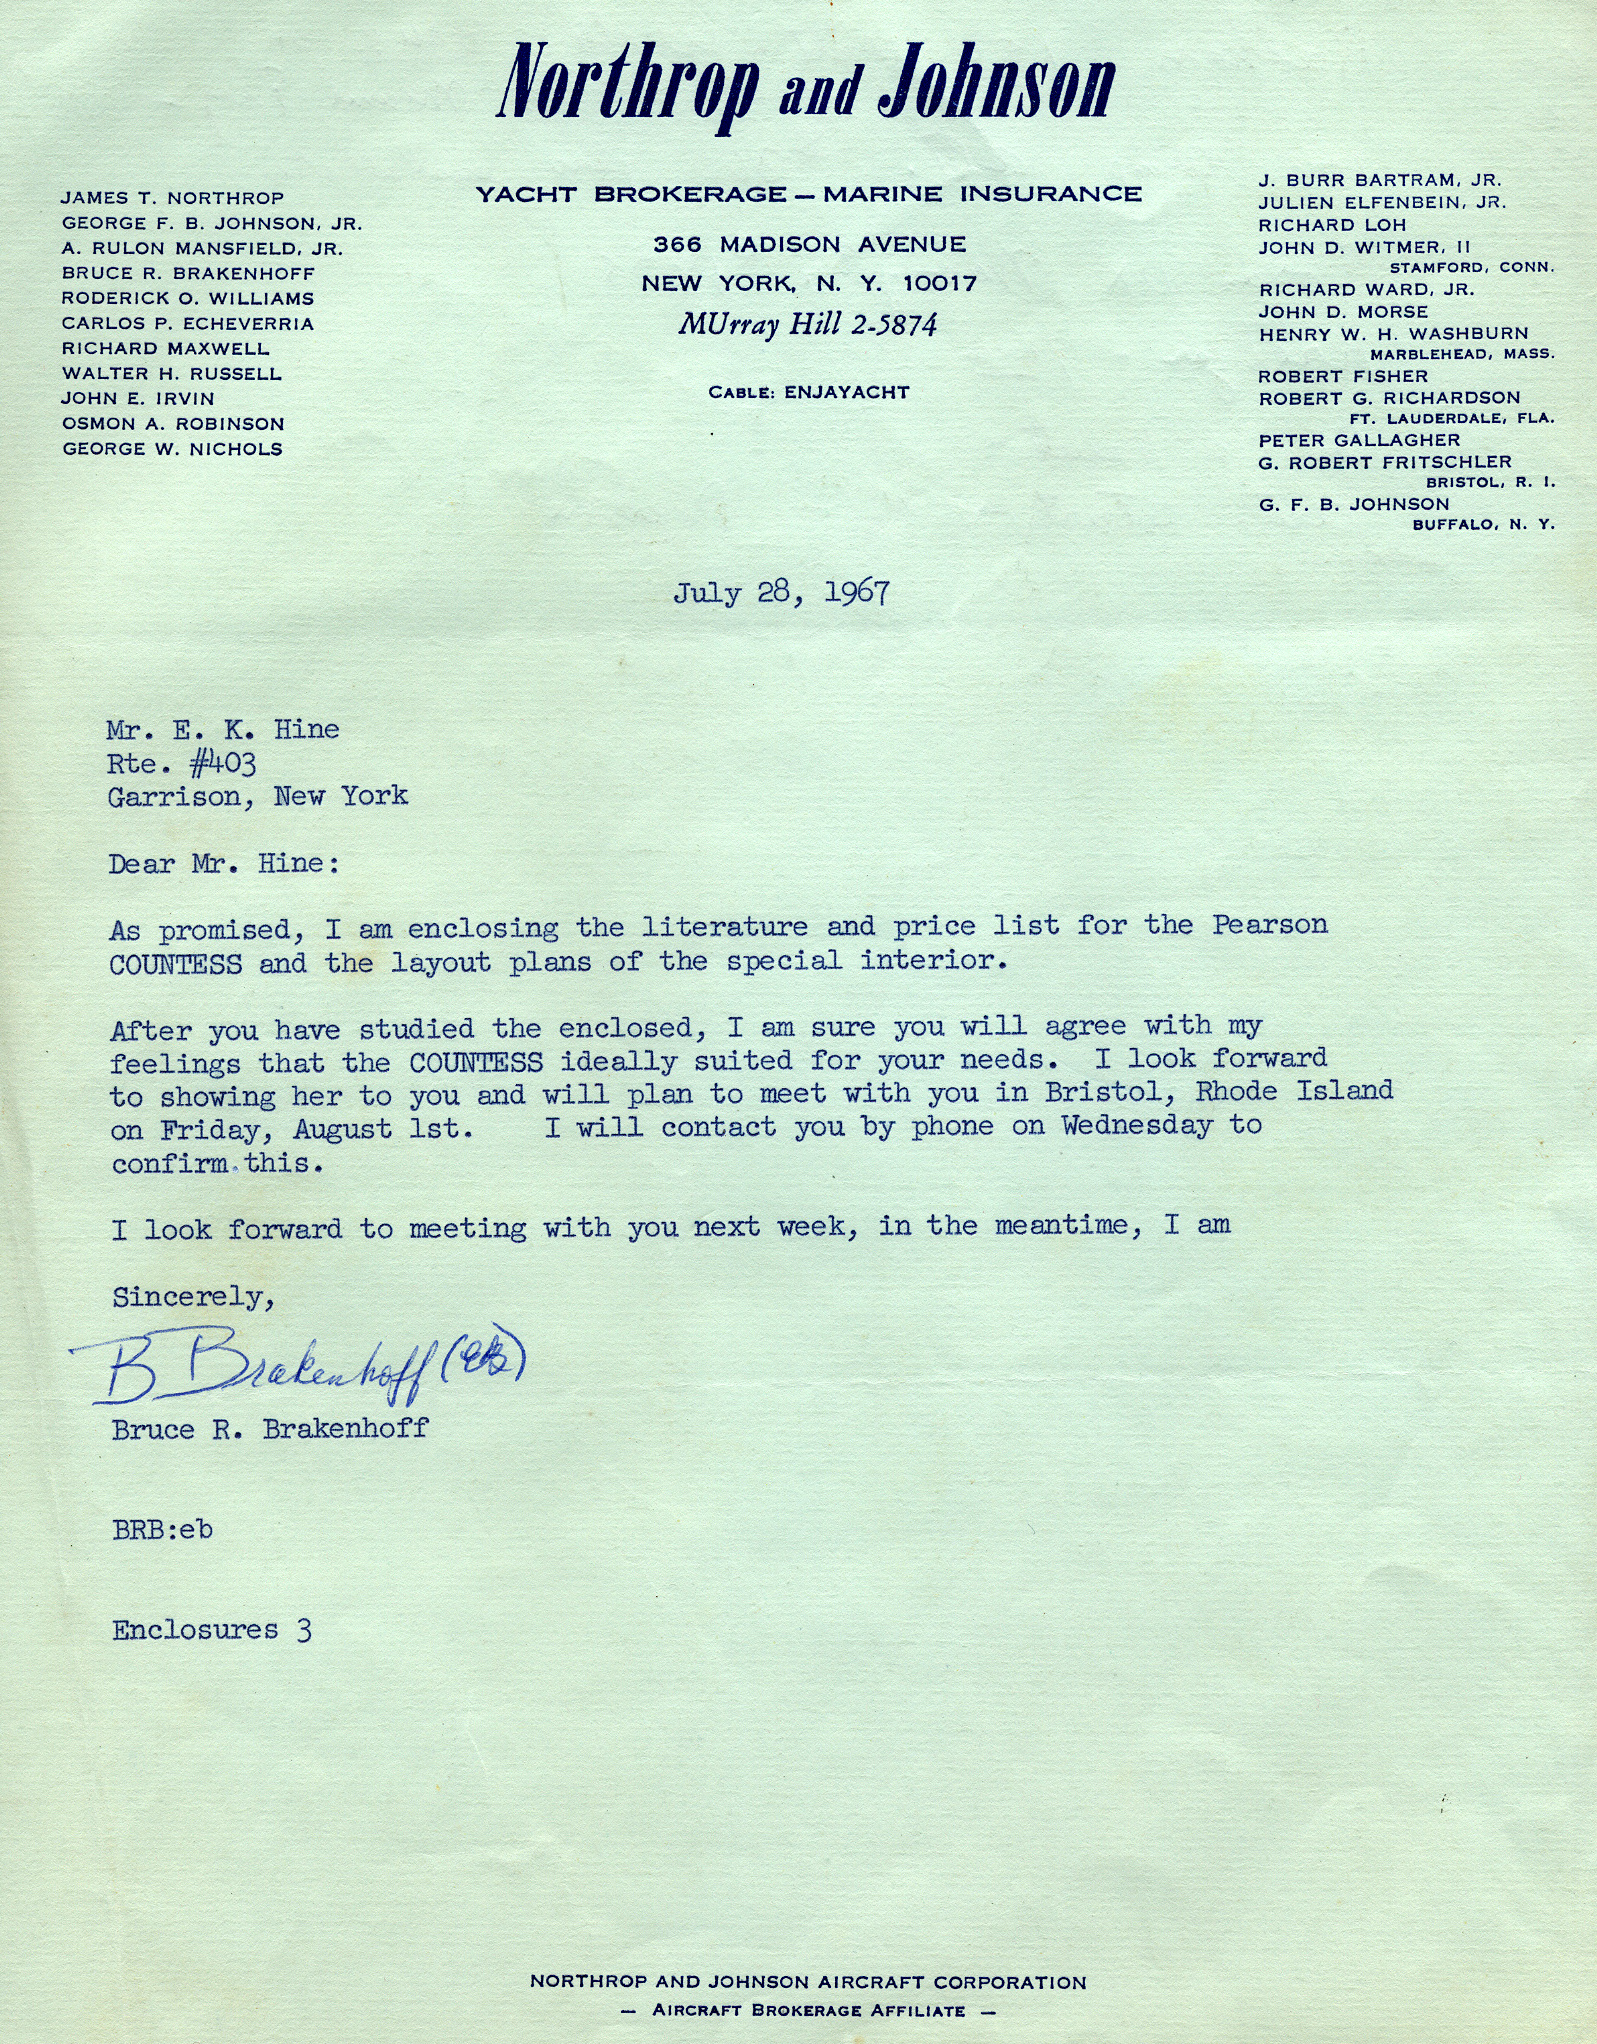 Northrop and Johnson
YACHT BROKERAGE — MARINE INSURANCE
366 MADISON AVENUE
NEW YORK, N. Y. 10017
MUrray Hill 2-5874
CABLE: ENJAYACHT
JAMES T. NORTHROP
GEORGE F. B. JOHNSON, JR.
A. RULON MANSFIELD, JR.
BRUCE R. BRAKENHOFF
RODERICK O. WILLIAMS
CARLOS P. ECHEVERRIA
RICHARD MAXWELL
WALTER H. RUSSELL
JOHN E. IRVIN
OSMON A. ROBINSON
GEORGE W. NICHOLS
J. BURR BARTRAM, JR.
JULIEN ELFENBEIN, JR.
RICHARD LOH
JOHN D. WITMER, II
STAMFORD, CONN.
RICHARD WARD, JR.
JOHN D. MORSE
HENRY W. H. WASHBURN
MARBLEHEAD, MASS.
ROBERT FISHER
ROBERT G. RICHARDSON
FT. LAUDERDALE, FLA.
PETER GALLAGHER
G. ROBERT FRITSCHLER
BRISTOL, R. I.
G. F. B. JOHNSON
BUFFALO, N. Y.
July 28, 1967
Mr. E. K. Hine
Rte. #403
Garrison, New York
Dear Mr. Hine:
As promised, I am enclosing the literature and price list for the Pearson
COUNTESS and the layout plans of the special interior.
After you have studied the enclosed, I am sure you will agree with my
feelings that the COUNTESS ideally suited for your needs. I look forward
to showing her to you and will plan to meet with you in Bristol, Rhode Island
on Friday, August 1st. I will contact you by phone on Wednesday to
confirm.this.
I look forward to meeting with you next week, in the meantime, I am
Sincerely,
B Brakenhoff (eb)
Bruce R. Brakenhoff
BRB:eb
Enclosures 3
NORTHROP AND JOHNSON AIRCRAFT CORPORATION
— AIRCRAFT BROKERAGE AFFILIATE —